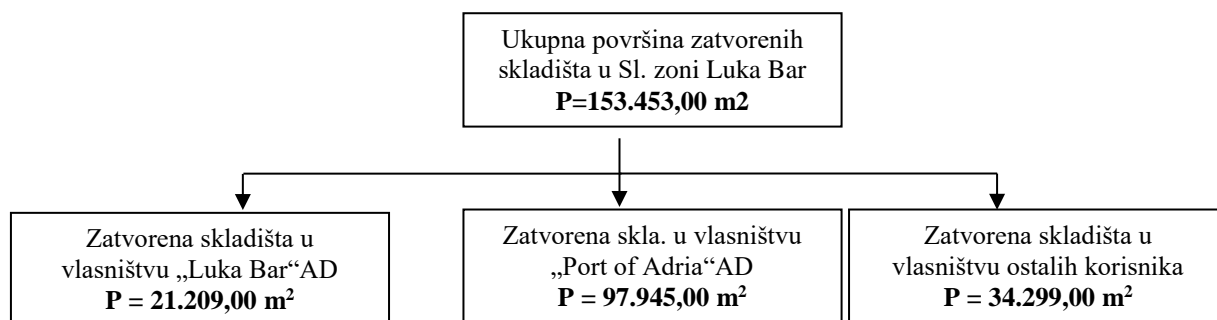 Ukupna površina zatvorenih
skladišta u Sl. zoni Luka Bar
P=153.453,00 m2
Zatvorena skladišta u
vlasništvu „Luka Bar“AD
P = 21.209,00 m²
Zatvorena skla. u vlasništvu
„Port of Adria“AD
P = 97.945,00 m²
Zatvorena skladišta u
vlasništvu ostalih korisnika
P = 34.299,00 m²